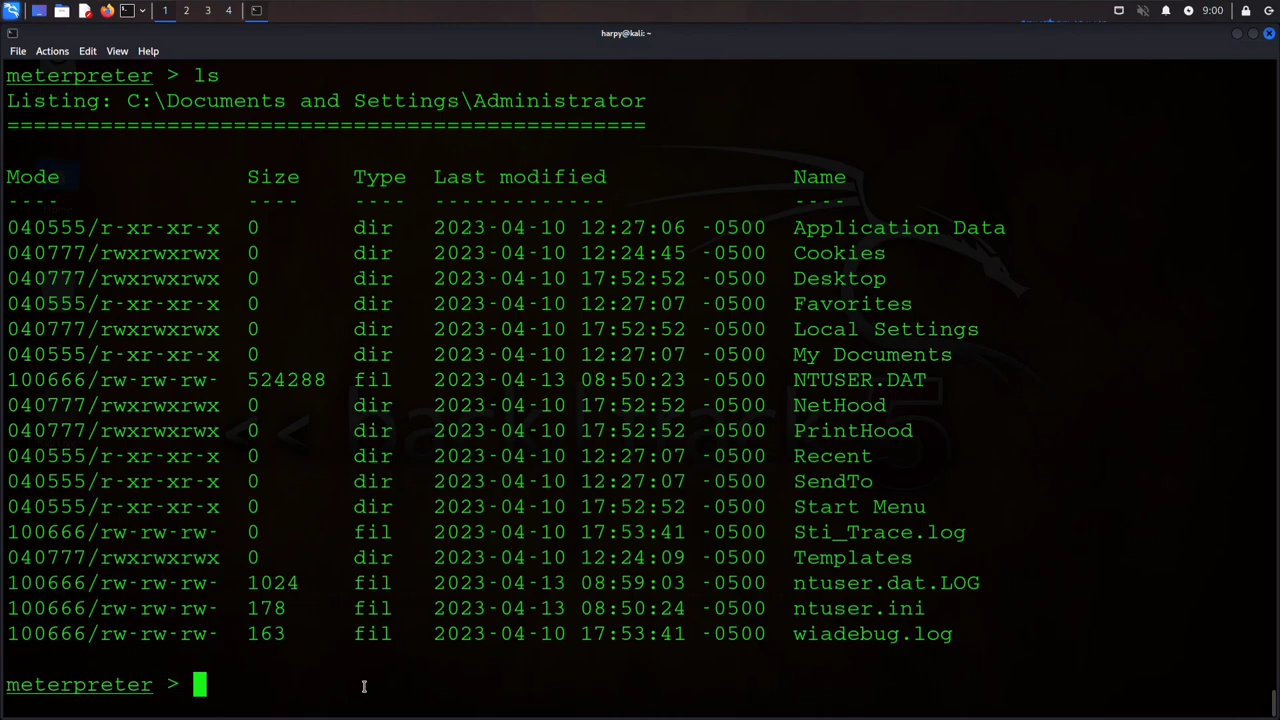 1 2 3 4 9:00
harpy@kali: ~
File Actions Edit View Help
meterpreter > ls
Listing: C:\Documents and Settings\Administrator
================================================
Mode Size Type Last modified Name
---- ---- ---- ------------- ----
040555/r-xr-xr-x 0 dir 2023-04-10 12:27:06 -0500 Application Data
040777/rwxrwxrwx 0 dir 2023-04-10 12:24:45 -0500 Cookies
040777/rwxrwxrwx 0 dir 2023-04-10 17:52:52 -0500 Desktop
040555/r-xr-xr-x 0 dir 2023-04-10 12:27:07 -0500 Favorites
040777/rwxrwxrwx 0 dir 2023-04-10 17:52:52 -0500 Local Settings
040555/r-xr-xr-x 0 dir 2023-04-10 12:27:07 -0500 My Documents
100666/rw-rw-rw- 524288 fil 2023-04-13 08:50:23 -0500 NTUSER.DAT
040777/rwxrwxrwx 0 dir 2023-04-10 17:52:52 -0500 NetHood
040777/rwxrwxrwx 0 dir 2023-04-10 17:52:52 -0500 PrintHood
040555/r-xr-xr-x 0 dir 2023-04-10 12:27:07 -0500 Recent
040555/r-xr-xr-x 0 dir 2023-04-10 12:27:07 -0500 SendTo
040555/r-xr-xr-x 0 dir 2023-04-10 17:52:52 -0500 Start Menu
100666/rw-rw-rw- 0 fil 2023-04-10 17:53:41 -0500 Sti_Trace.log
040777/rwxrwxrwx 0 dir 2023-04-10 12:24:09 -0500 Templates
100666/rw-rw-rw- 1024 fil 2023-04-13 08:59:03 -0500 ntuser.dat.LOG
100666/rw-rw-rw- 178 fil 2023-04-13 08:50:24 -0500 ntuser.ini
100666/rw-rw-rw- 163 fil 2023-04-10 17:53:41 -0500 wiadebug.log
meterpreter >
<< back | track 5